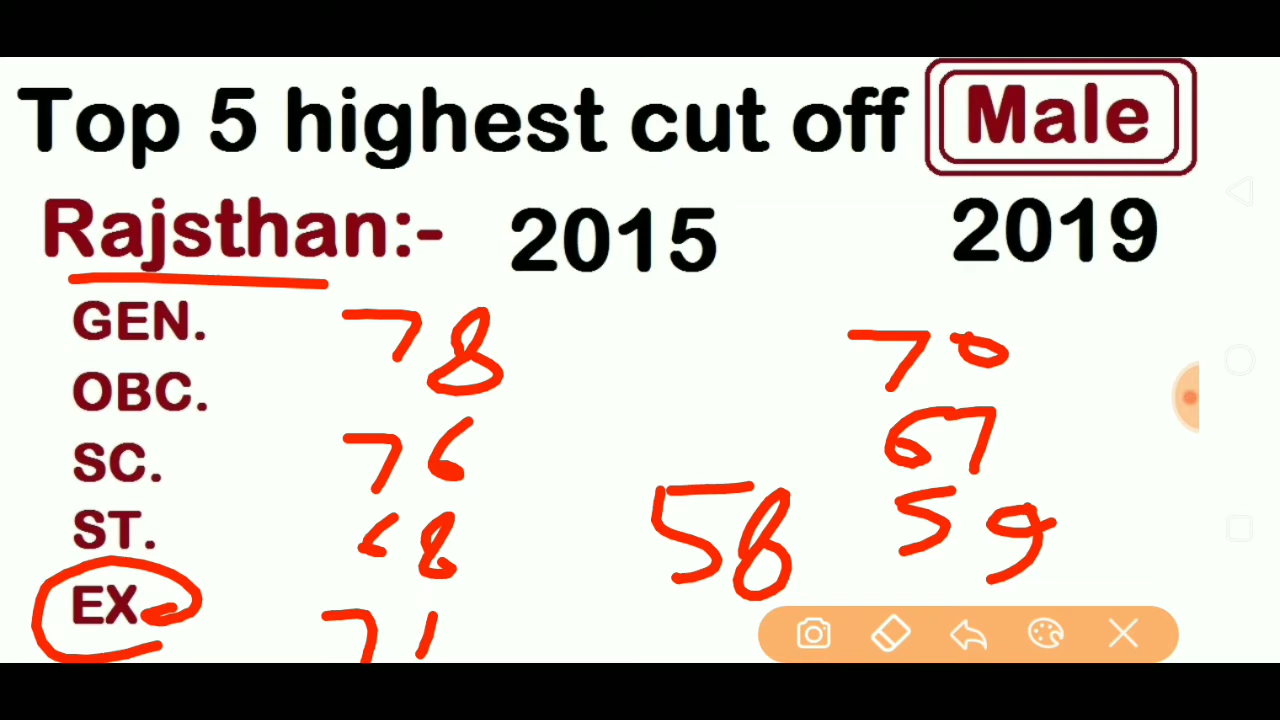 Top 5 highest cut off Male
Rajsthan:- 2015 2019
GEN. 78 70
OBC. 76 67
SC. 68 58 59
ST. 71
EX.